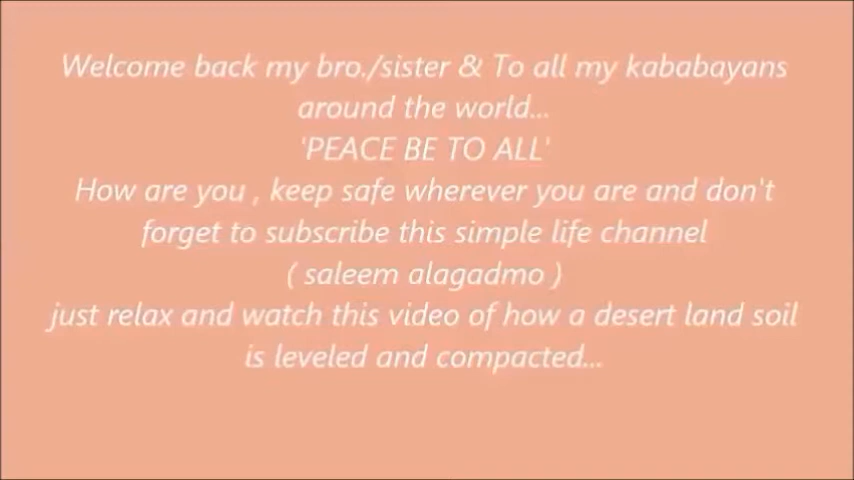 Welcome back my bro./sister & To all my kababayans
around the world...
'PEACE BE TO ALL'
How are you , keep safe wherever you are and don't
forget to subscribe this simple life channel
( saleem alagadmo )
just relax and watch this video of how a desert land soil
is leveled and compacted...